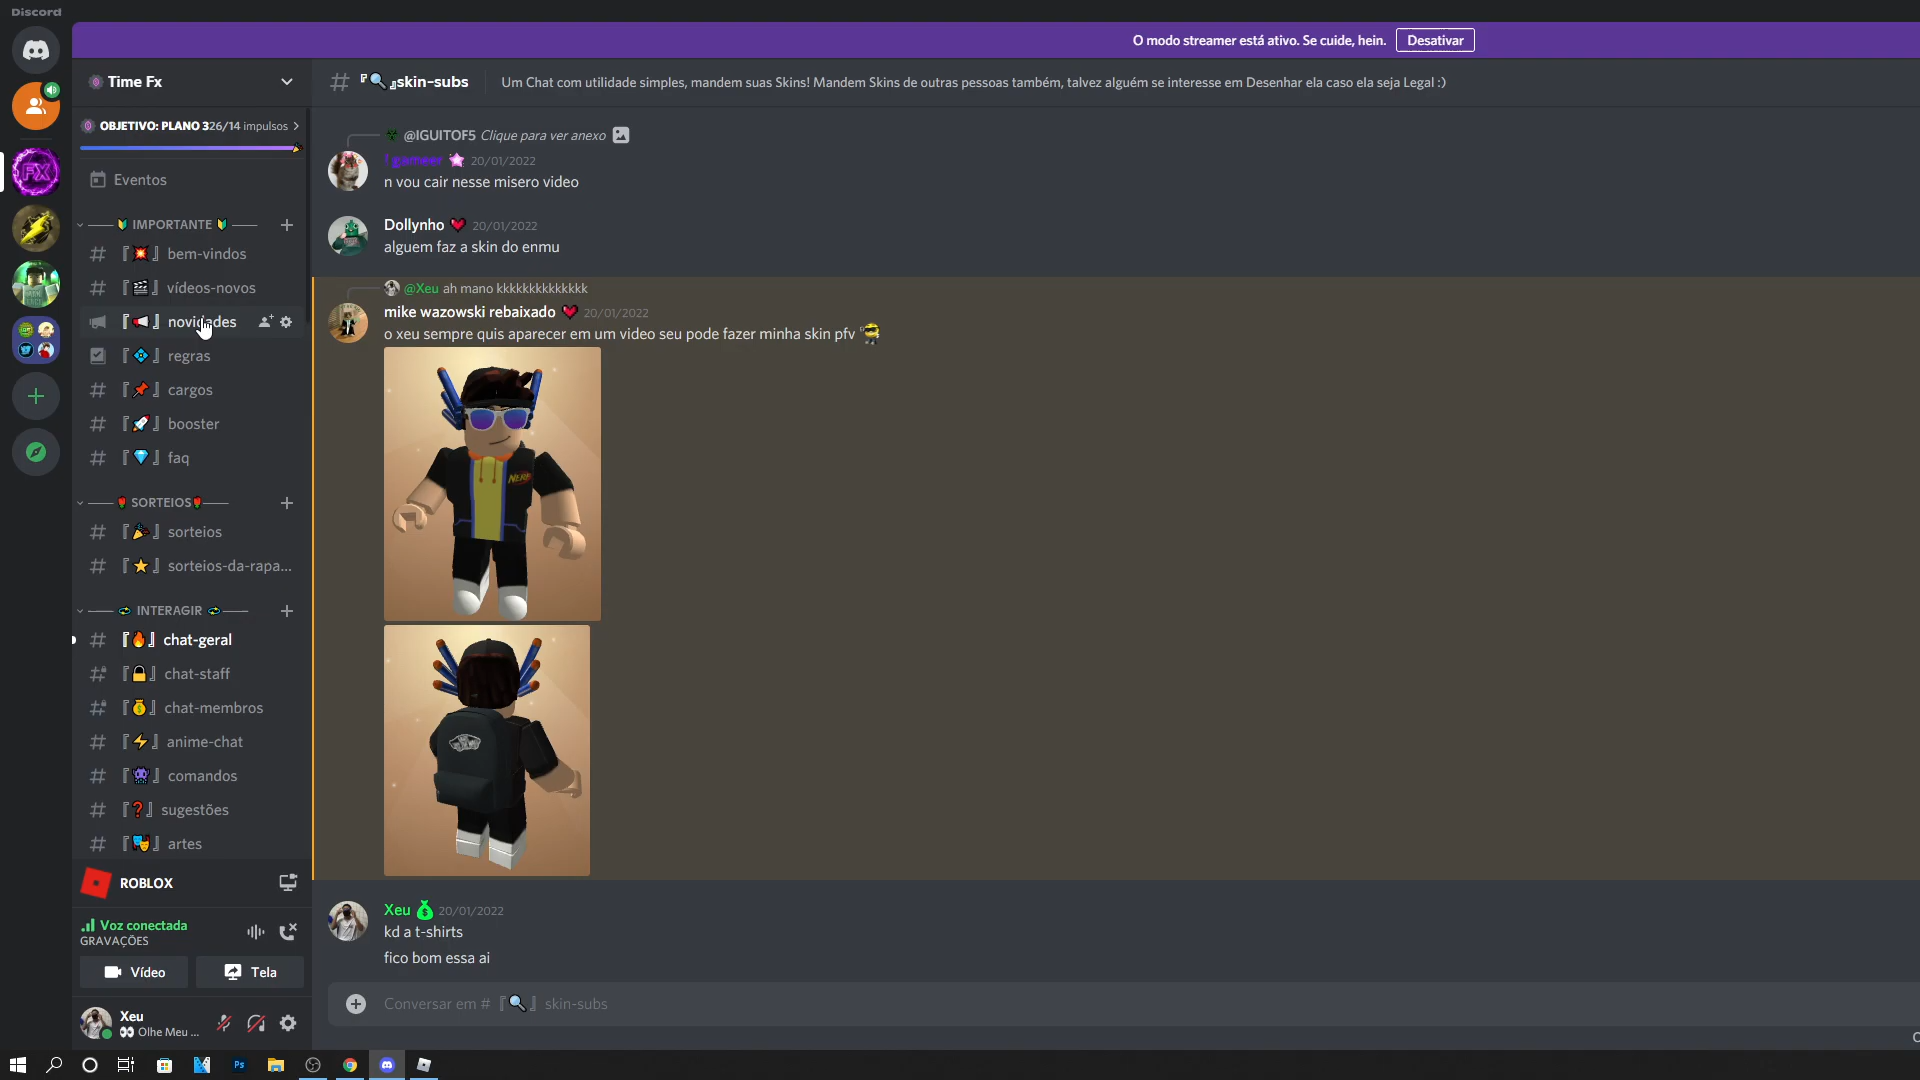 Discord
O modo streamer está ativo. Se cuide, hein.
Desativar
Time Fx
『🔍』skin-subs
Um Chat com utilidade simples, mandem suas Skins! Mandem Skins de outras pessoas também, talvez alguém se interesse em Desenhar ela caso ela seja Legal :)
OBJETIVO: PLANO 3
26/14 impulsos
Eventos
IMPORTANTE
『💥』 bem-vindos
『🎬』 vídeos-novos
『📢』 novidades
『💠』 regras
『📌』 cargos
『🚀』 booster
『💎』 faq
SORTEIOS
『🎉』 sorteios
『⭐』 sorteios-da-rapa...
INTERAGIR
『🔥』 chat-geral
『🔒』 chat-staff
『💰』 chat-membros
『⚡』 anime-chat
『👾』 comandos
『❓』 sugestões
『🎭』 artes
ROBLOX
Voz conectada
GRAVAÇÕES
Vídeo
Tela
Xeu
👀 Olhe Meu ...
@IGUITOF5 Clique para ver anexo
20/01/2022
n vou cair nesse misero video
Dollynho 20/01/2022
alguem faz a skin do enmu
@Xeu ah mano kkkkkkkkkkkkkk
mike wazowski rebaixado 20/01/2022
o xeu sempre quis aparecer em um video seu pode fazer minha skin pfv
NERF
Xeu 20/01/2022
kd a t-shirts
fico bom essa ai
Conversar em # 『🔍』 skin-subs
Ps